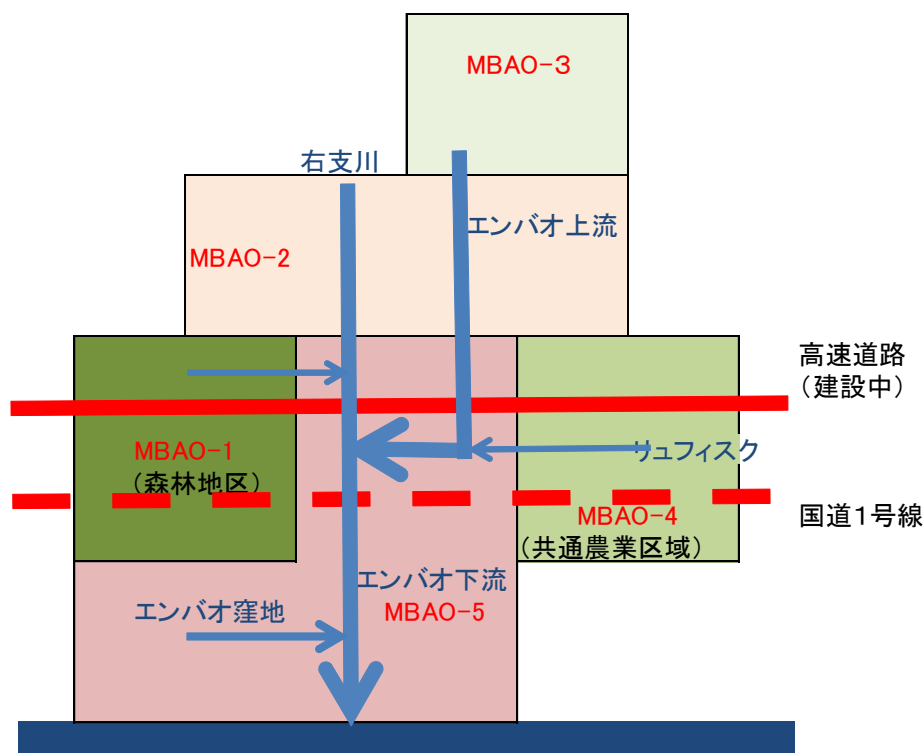 MBAO-3
右支川
エンバオ上流
MBAO-2
高速道路
（建設中）
MBAO-1
（森林地区）
リュフィスク
MBAO-4
（共通農業区域）
国道1号線
エンバオ下流
MBAO-5
エンバオ窪地